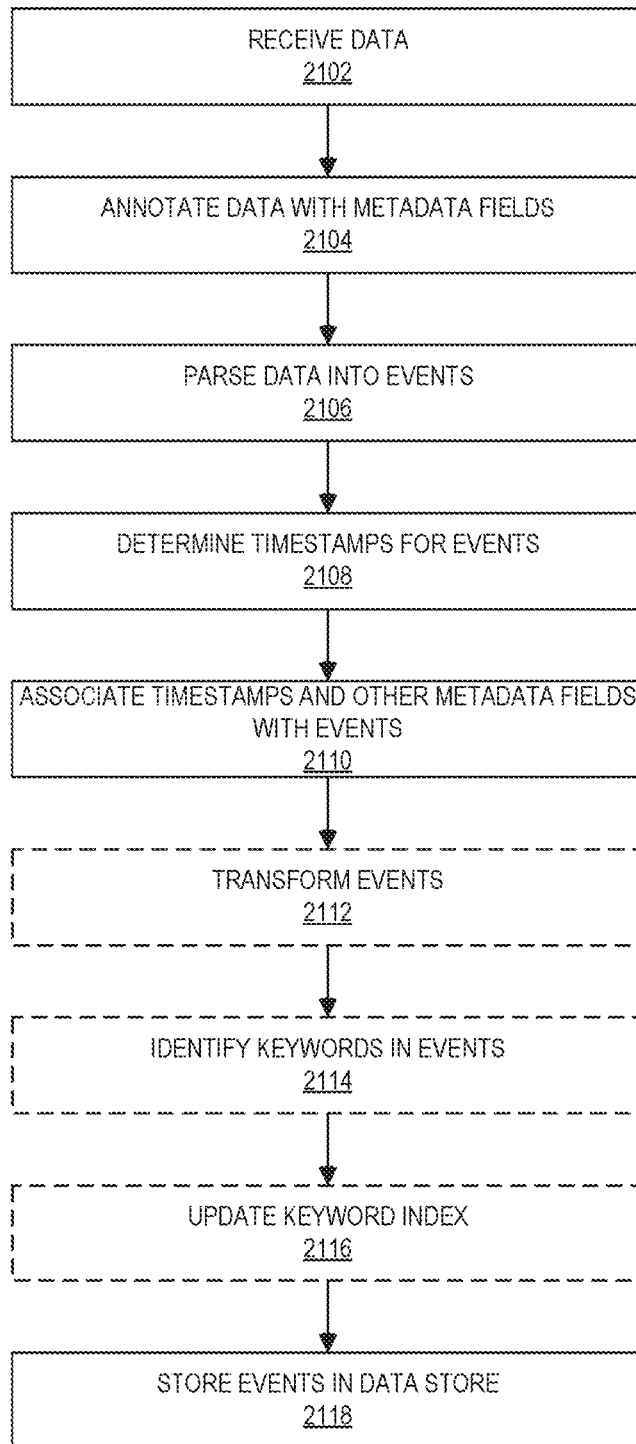 RECEIVE DATA
2102
ANNOTATE DATA WITH METADATA FIELDS
2104
PARSE DATA INTO EVENTS
2106
DETERMINE TIMESTAMPS FOR EVENTS
2108
ASSOCIATE TIMESTAMPS AND OTHER METADATA FIELDS
WITH EVENTS
2110
TRANSFORM EVENTS
2112
IDENTIFY KEYWORDS IN EVENTS
2114
UPDATE KEYWORD INDEX
2116
STORE EVENTS IN DATA STORE
2118